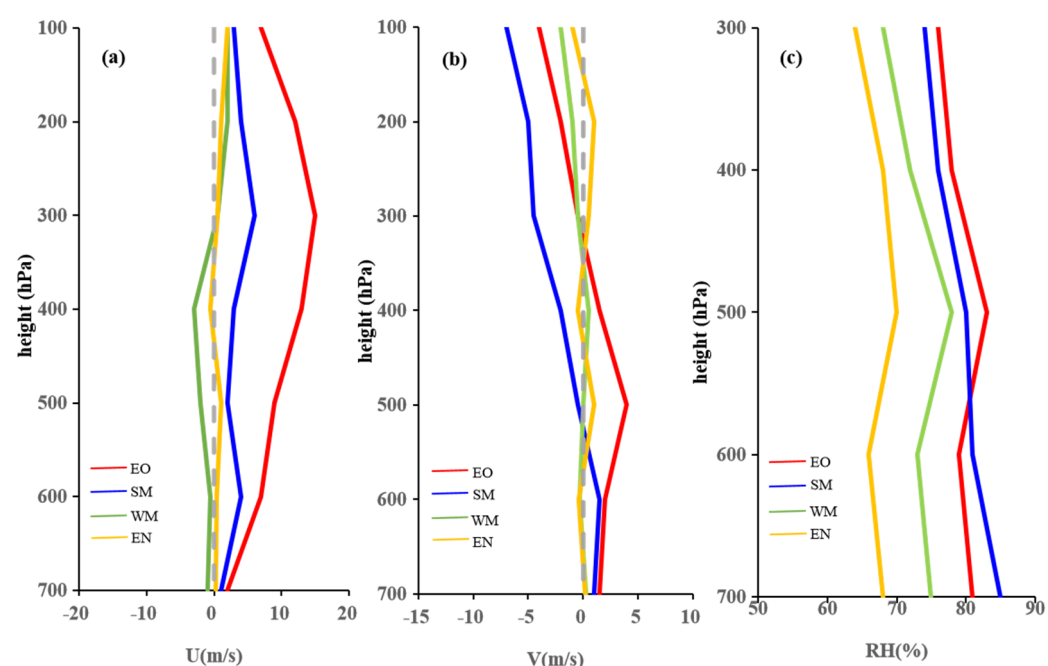 (a)
100
200
300
400
500
600
700
height (hPa)
EO
SM
WM
EN
-20
-10
0
10
20
U(m/s)
(b)
100
200
300
400
500
600
700
height (hPa)
EO
SM
WM
EN
-15
-10
-5
0
5
10
V(m/s)
(c)
300
400
500
600
700
height (hPa)
EO
SM
WM
EN
50
60
70
80
90
RH(%)